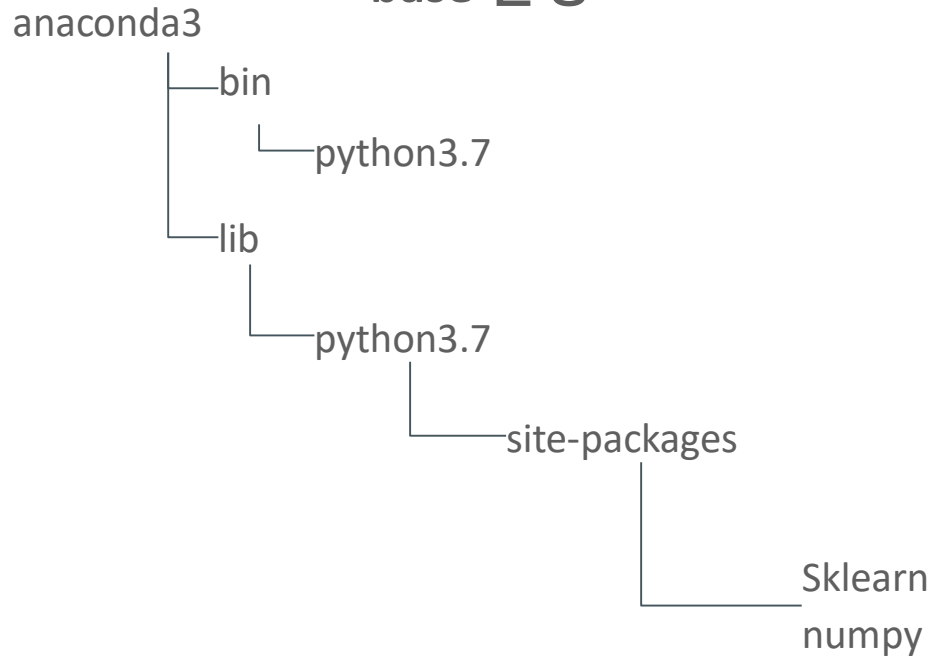 anaconda3
bin
python3.7
lib
python3.7
site-packages
Sklearn
numpy